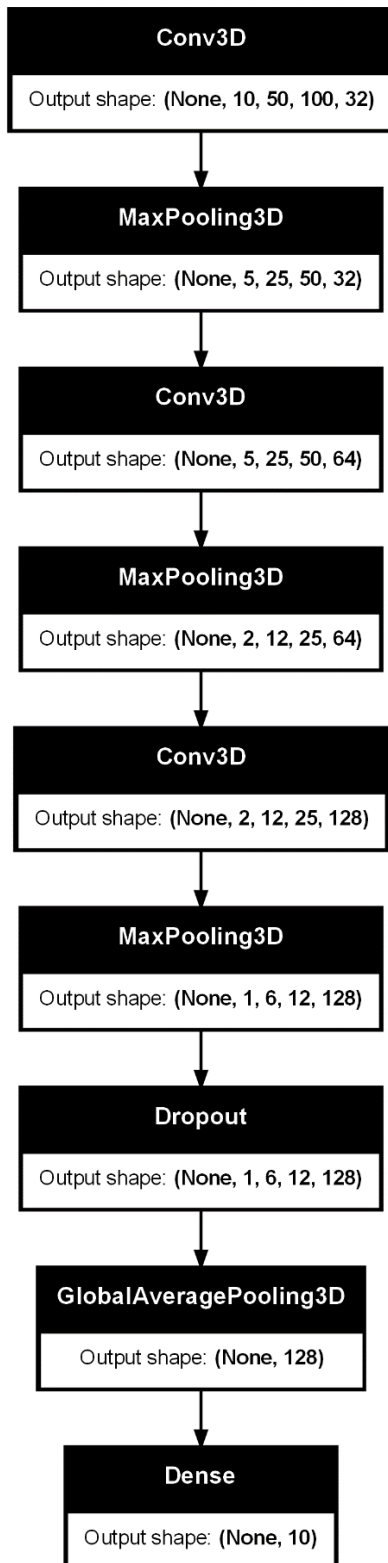 Conv3D
Output shape: (None, 10, 50, 100, 32)
MaxPooling3D
Output shape: (None, 5, 25, 50, 32)
Conv3D
Output shape: (None, 5, 25, 50, 64)
MaxPooling3D
Output shape: (None, 2, 12, 25, 64)
Conv3D
Output shape: (None, 2, 12, 25, 128)
MaxPooling3D
Output shape: (None, 1, 6, 12, 128)
Dropout
Output shape: (None, 1, 6, 12, 128)
GlobalAveragePooling3D
Output shape: (None, 128)
Dense
Output shape: (None, 10)